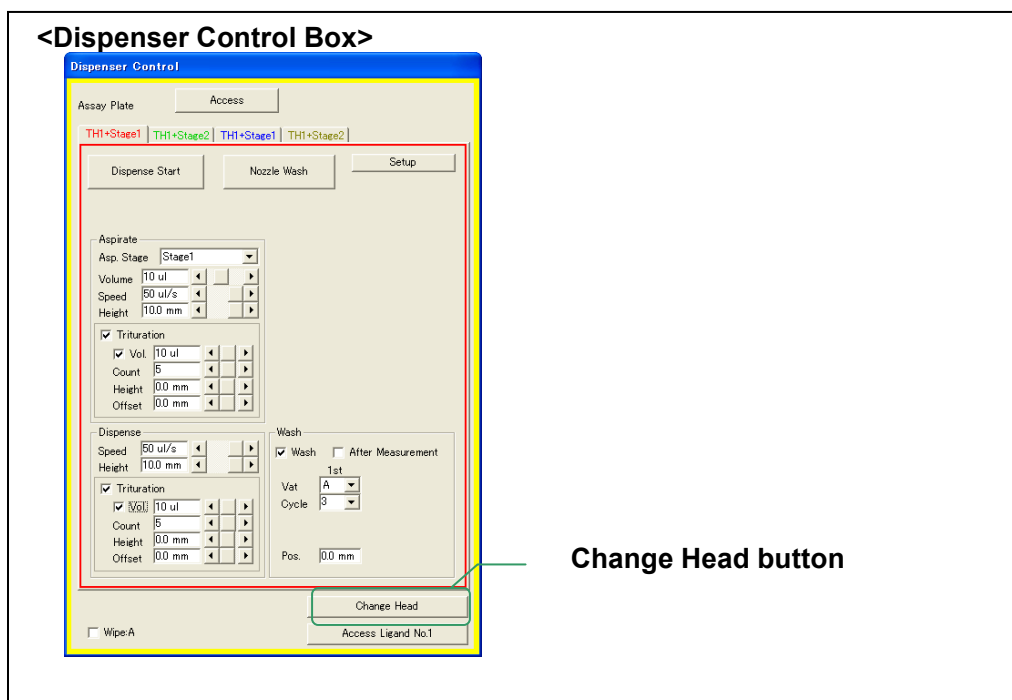 <Dispenser Control Box>
Dispenser Control
Assay Plate Access
TH1+Stage1 TH1+Stage2 TH1+Stage1 TH1+Stage2
Dispense Start Nozzle Wash Setup
Aspirate
Asp. Stage Stage1
Volume 10 ul
Speed 50 ul/s
Height 10.0 mm
Trituration
Vol. 10 ul
Count 5
Height 0.0 mm
Offset 0.0 mm
Dispense
Speed 50 ul/s
Height 10.0 mm
Trituration
Vol. 10 ul
Count 5
Height 0.0 mm
Offset 0.0 mm
Wash
Wash After Measurement
1st
Vat A
Cycle 3
Pos. 0.0 mm
Change Head button
Change Head
Wipe:A Access Ligand No.1